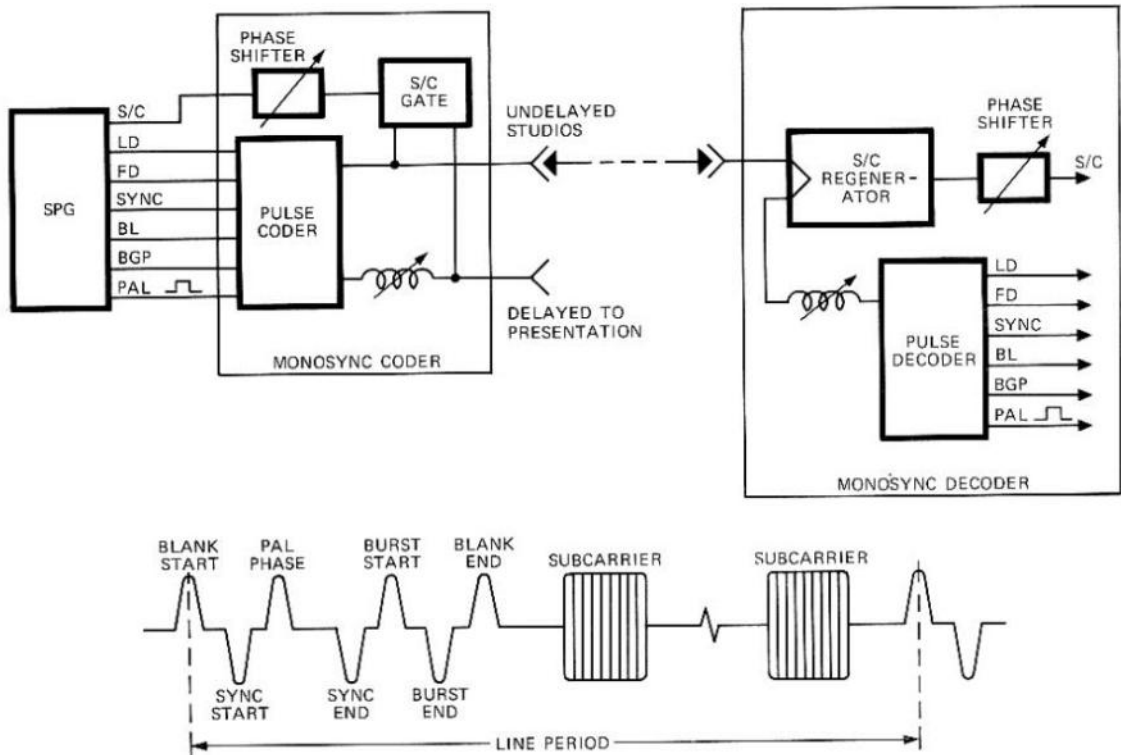 PHASE
SHIFTER
S/C
GATE
S/C
LD
FD
SYNC
BL
BGP
PAL
SPG
PULSE
CODER
UNDELAYED
STUDIOS
DELAYED TO
PRESENTATION
MONOSYNC CODER
S/C
REGENER-
ATOR
PHASE
SHIFTER
S/C
PULSE
DECODER
LD
FD
SYNC
BL
BGP
PAL
MONOSYNC DECODER
BLANK
START
PAL
PHASE
BURST
START
BLANK
END
SUBCARRIER
SUBCARRIER
SYNC
START
SYNC
END
BURST
END
LINE PERIOD